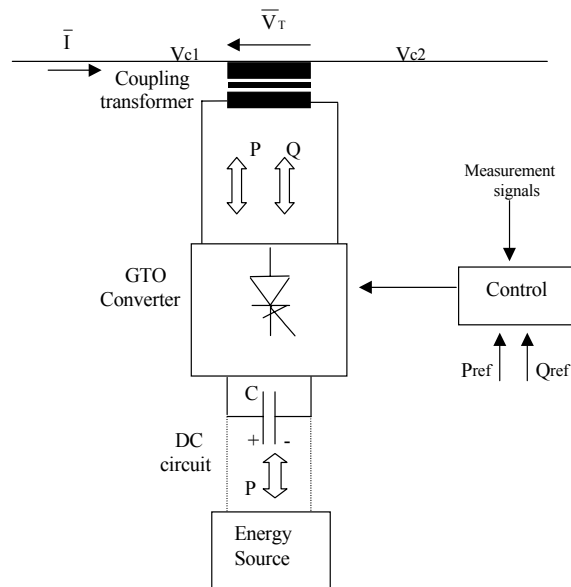 V̅T
I̅
Vc1
Vc2
Coupling
transformer
P
Q
Measurement
signals
GTO
Converter
Control
Pref
Qref
C
DC
circuit
+
-
P
Energy
Source